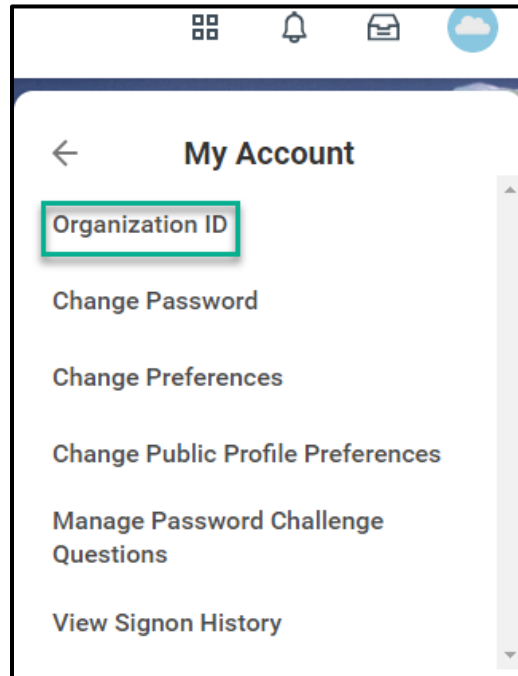 My Account
Organization ID
Change Password
Change Preferences
Change Public Profile Preferences
Manage Password Challenge
Questions
View Signon History